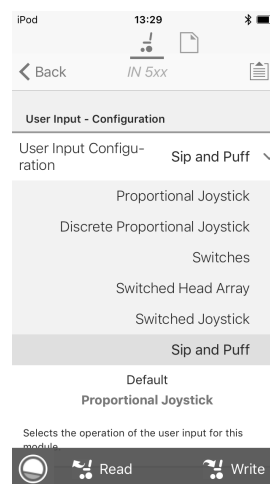 iPod 13:29
Back IN 5xx
User Input - Configuration
User Input Configu-
ration
Sip and Puff
Proportional Joystick
Discrete Proportional Joystick
Switches
Switched Head Array
Switched Joystick
Sip and Puff
Default
Proportional Joystick
Selects the operation of the user input for this
module.
Read Write